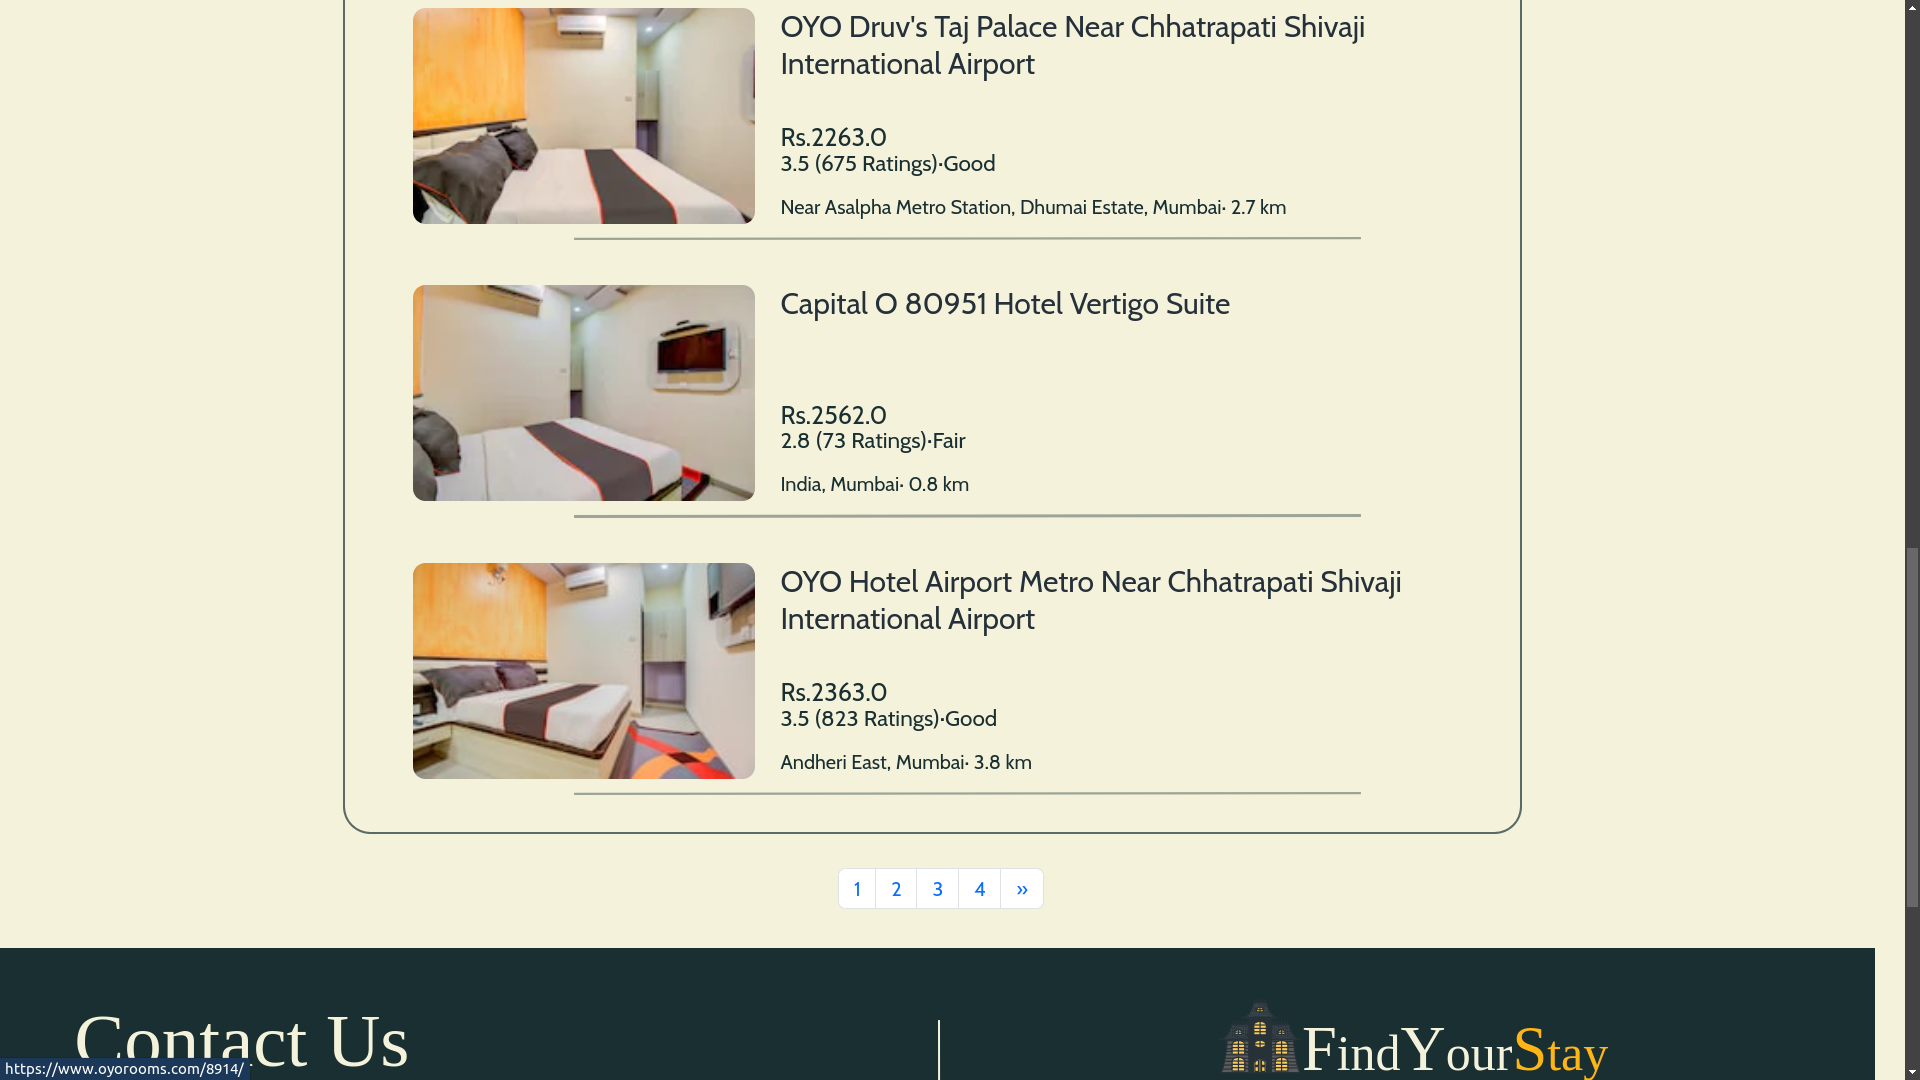 OYO Druv's Taj Palace Near Chhatrapati Shivaji
International Airport
Rs.2263.0
3.5 (675 Ratings)·Good
Near Asalpha Metro Station, Dhumai Estate, Mumbai· 2.7 km
Capital O 80951 Hotel Vertigo Suite
Rs.2562.0
2.8 (73 Ratings)·Fair
India, Mumbai· 0.8 km
OYO Hotel Airport Metro Near Chhatrapati Shivaji
International Airport
Rs.2363.0
3.5 (823 Ratings)·Good
Andheri East, Mumbai· 3.8 km
1 2 3 4 »
Contact Us
FindYourStay
https://www.oyorooms.com/8914/